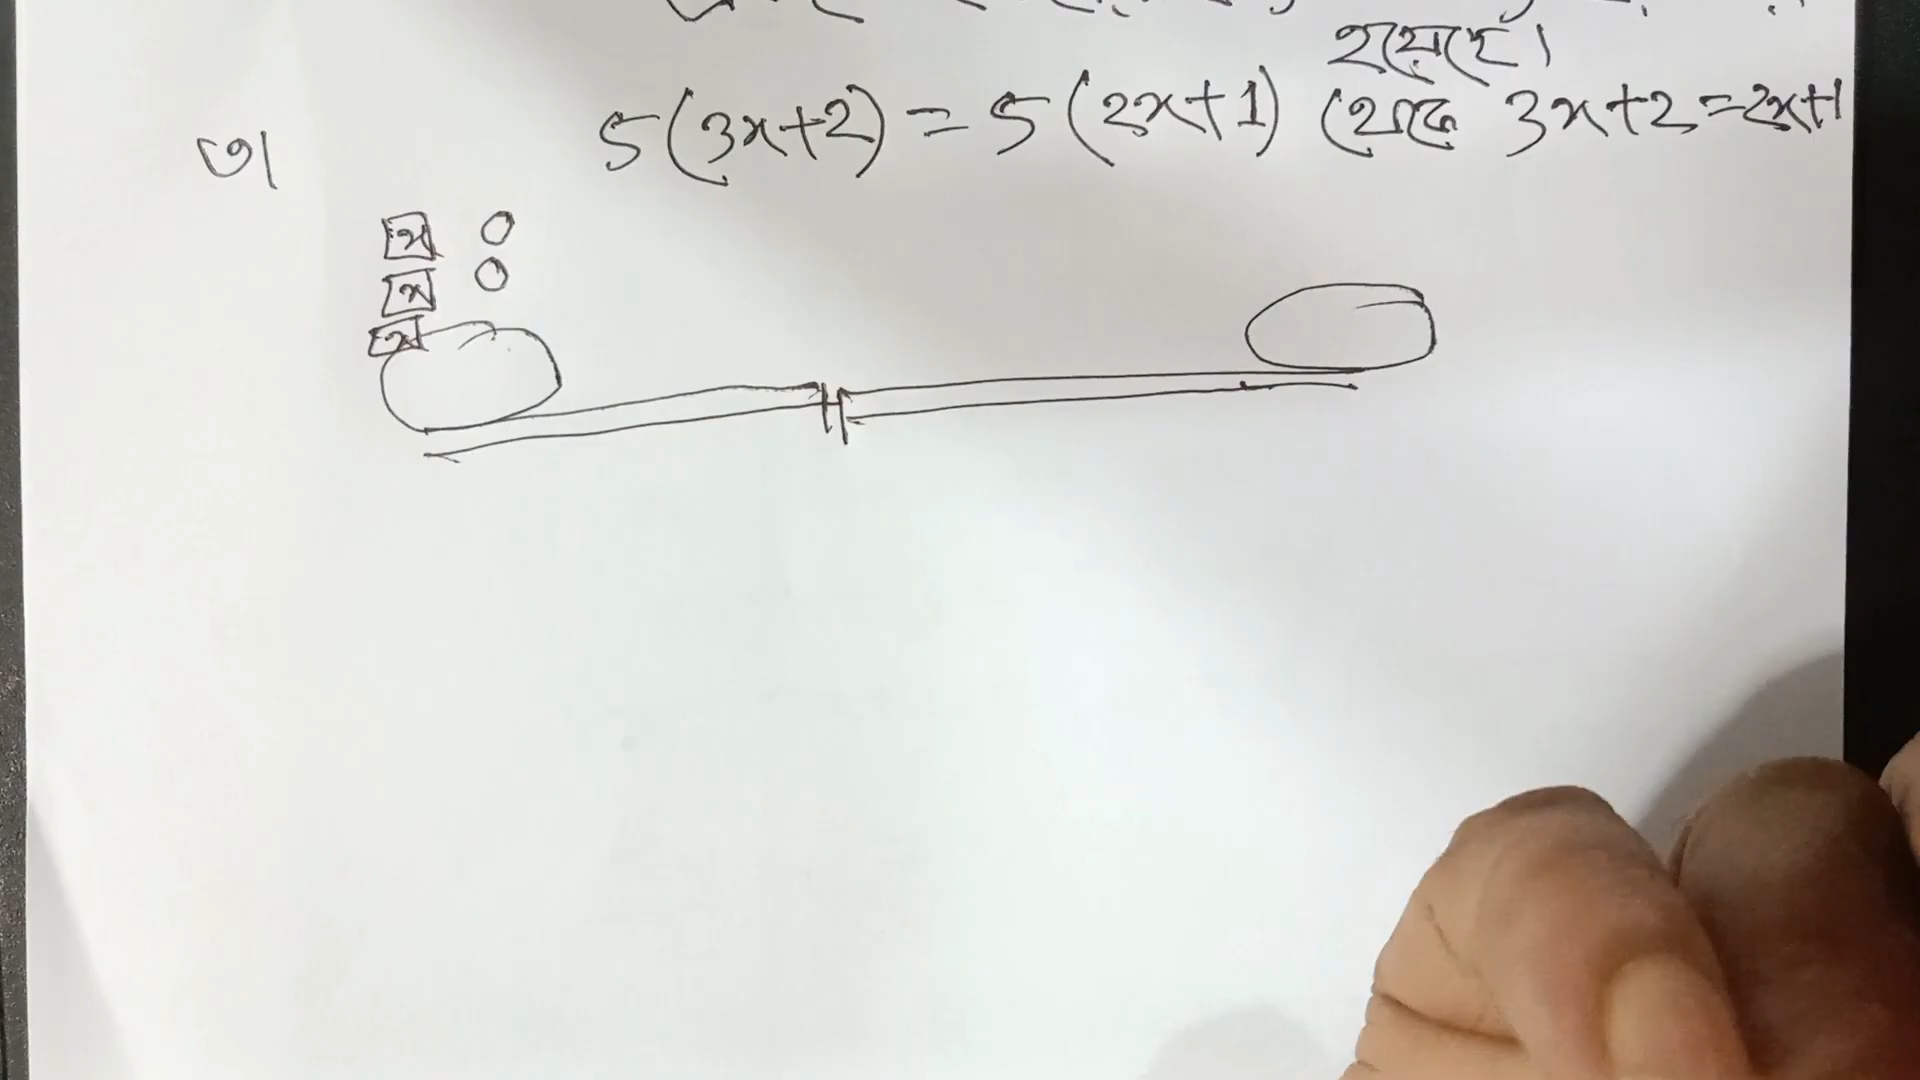 হয়েছে।
5(3x+2)=5(2x+1) থেকে 3x+2=2x+1
৩।
x
x
x